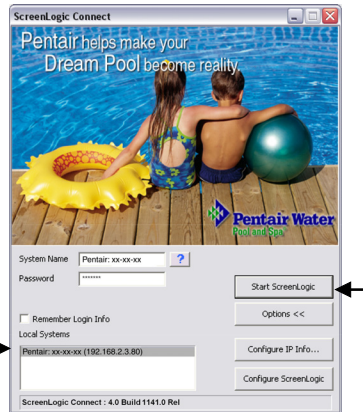 ScreenLogic Connect
Pentair helps make your
Dream Pool become reality.
Pentair Water
Pool and Spa
System Name
Pentair: xx-xx-xx
?
Password
*******
Start ScreenLogic
Remember Login Info
Options <<
Local Systems
Pentair: xx-xx-xx (192.168.2.3.80)
Configure IP Info...
Configure ScreenLogic
ScreenLogic Connect : 4.0 Build 1141.0 Rel